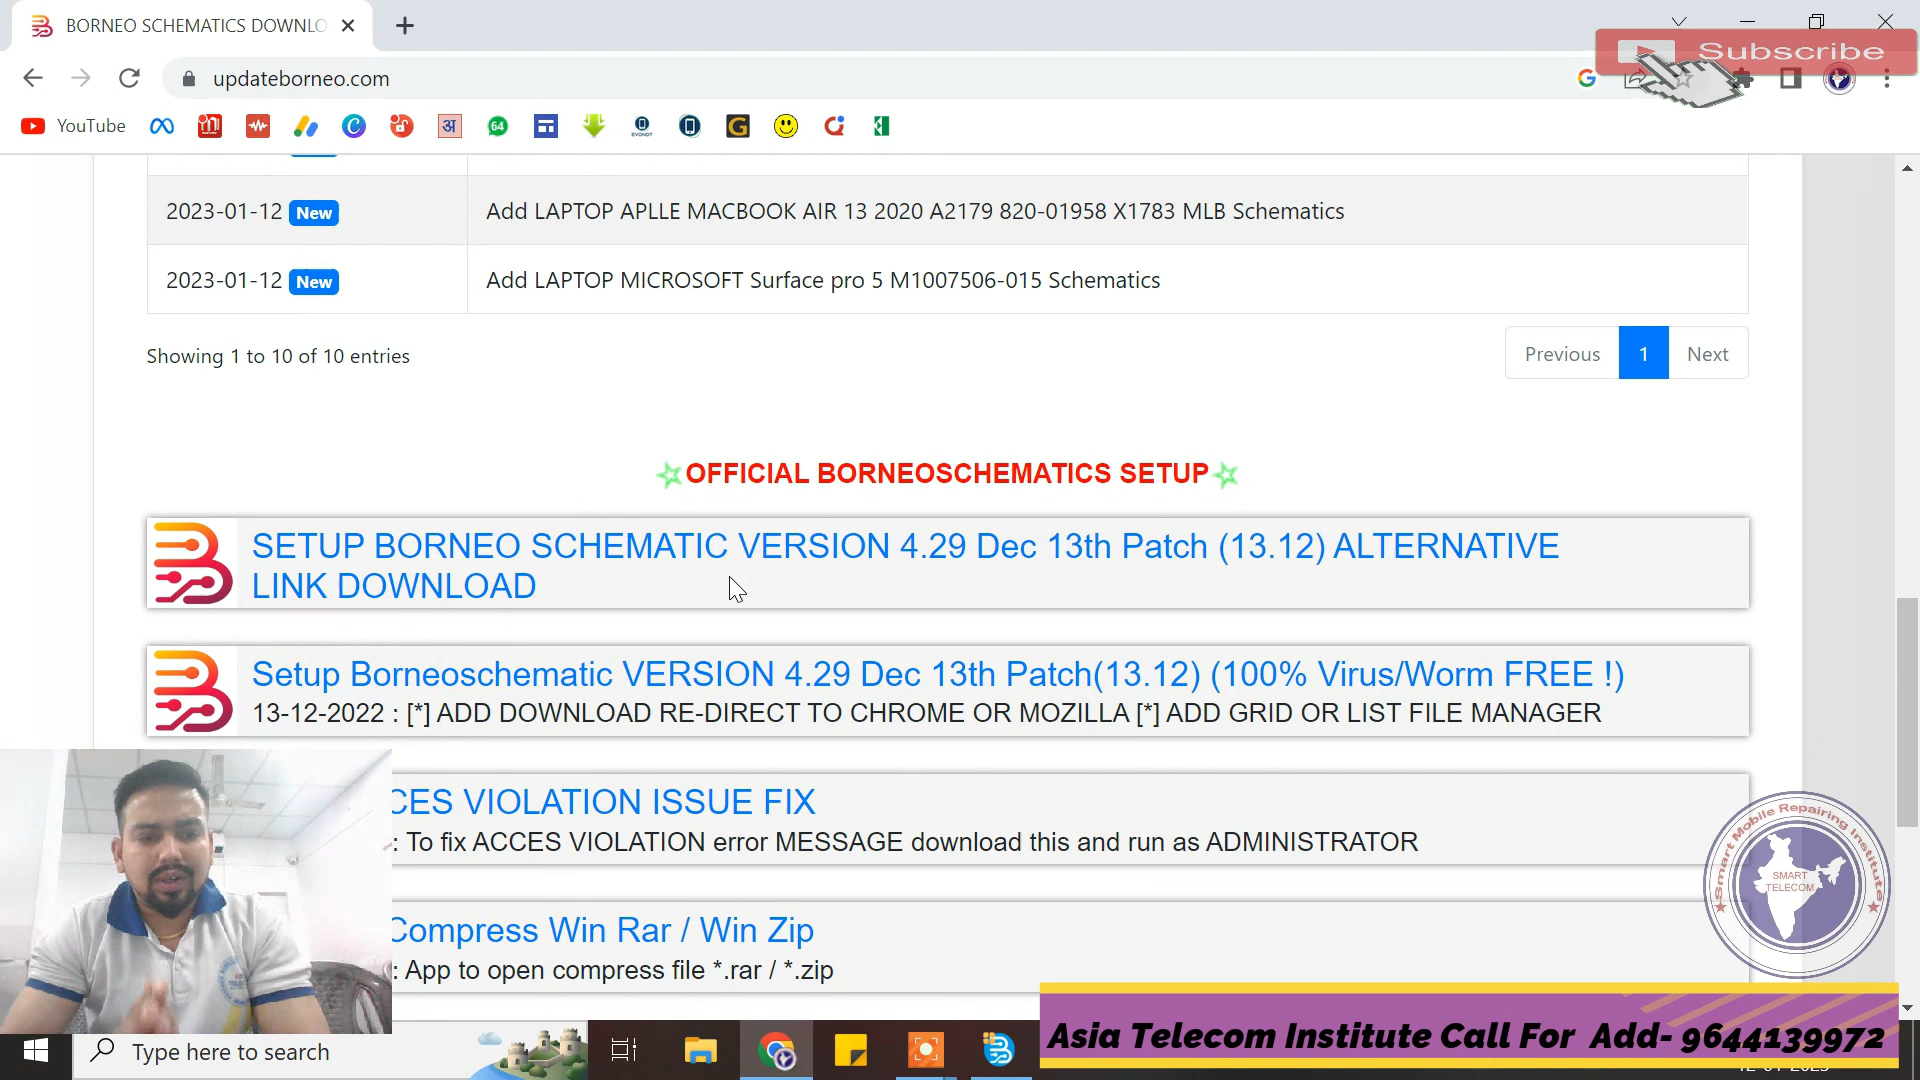 BORNEO SCHEMATICS DOWNLO
Subscribe
updateborneo.com
YouTube
2023-01-12 New Add LAPTOP APLLE MACBOOK AIR 13 2020 A2179 820-01958 X1783 MLB Schematics
2023-01-12 New Add LAPTOP MICROSOFT Surface pro 5 M1007506-015 Schematics
Showing 1 to 10 of 10 entries
Previous 1 Next
OFFICIAL BORNEOSCHEMATICS SETUP
SETUP BORNEO SCHEMATIC VERSION 4.29 Dec 13th Patch (13.12) ALTERNATIVE
LINK DOWNLOAD
Setup Borneoschematic VERSION 4.29 Dec 13th Patch(13.12) (100% Virus/Worm FREE !)
13-12-2022 : [*] ADD DOWNLOAD RE-DIRECT TO CHROME OR MOZILLA [*] ADD GRID OR LIST FILE MANAGER
CES VIOLATION ISSUE FIX
: To fix ACCES VIOLATION error MESSAGE download this and run as ADMINISTRATOR
Compress Win Rar / Win Zip
: App to open compress file *.rar / *.zip
Smart Mobile Repairing Institute
SMART
TELECOM
Asia Telecom Institute Call For Add- 9644139972
Type here to search